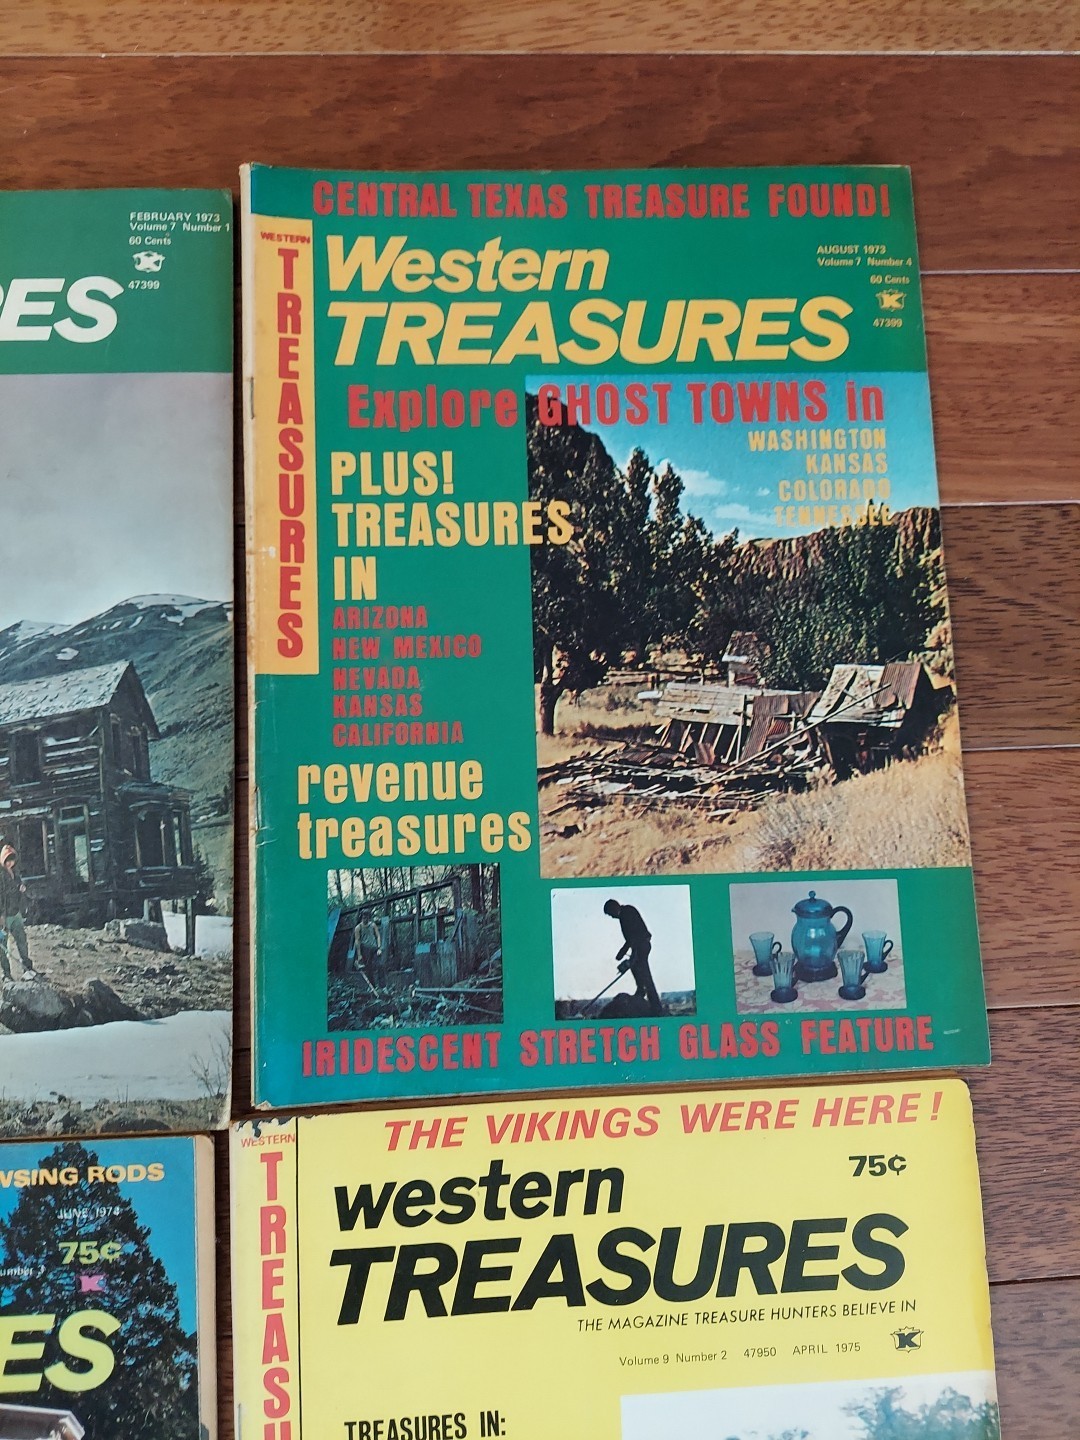 FEBRUARY 1973
Volume 7 Number 1
60 Cents
K
47399
RES
CENTRAL TEXAS TREASURE FOUND!
WESTERN
TREASURES
Western
TREASURES
AUGUST 1973
Volume 7 Number 4
60 Cents
K
47399
Explore GHOST TOWNS in
WASHINGTON
KANSAS
COLORADO
TENNESSEE
PLUS!
TREASURES
IN
ARIZONA
NEW MEXICO
NEVADA
KANSAS
CALIFORNIA
revenue
treasures
IRIDESCENT STRETCH GLASS FEATURE
WSING RODS
JUNE, 1974
75¢
umber 3
K
ES
THE VIKINGS WERE HERE!
WESTERN
TREASU
75¢
western
TREASURES
THE MAGAZINE TREASURE HUNTERS BELIEVE IN
Volume 9 Number 2 47950 APRIL 1975
K
TREASURES IN: